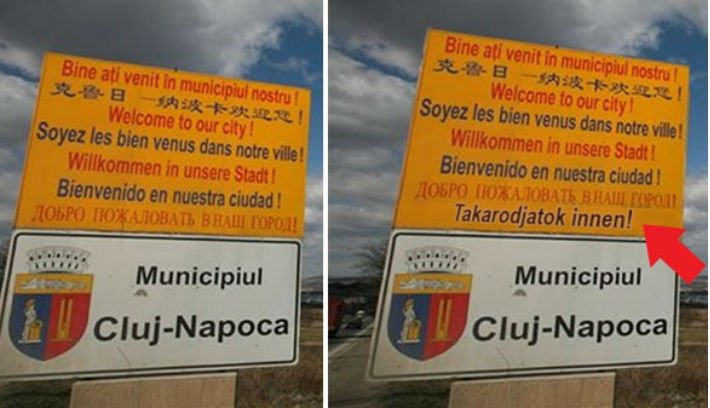 Bine ați venit în municipiul nostru !
克鲁日 —纳波卡欢迎您!
Welcome to our city !
Soyez les bien venus dans notre ville !
Willkommen in unsere Stadt !
Bienvenido en nuestra ciudad !
ДОБРО ПОЖАЛОВАТЬ В НАШ ГОРОД!
Municipiul
Cluj-Napoca
Bine ați venit în municipiul nostru !
克鲁日 —纳波卡欢迎您!
Welcome to our city !
Soyez les bien venus dans notre ville !
Willkommen in unsere Stadt !
Bienvenido en nuestra ciudad !
ДОБРО ПОЖАЛОВАТЬ В НАШ ГОРОД!
Takarodjatok innen!
Municipiul
Cluj-Napoca